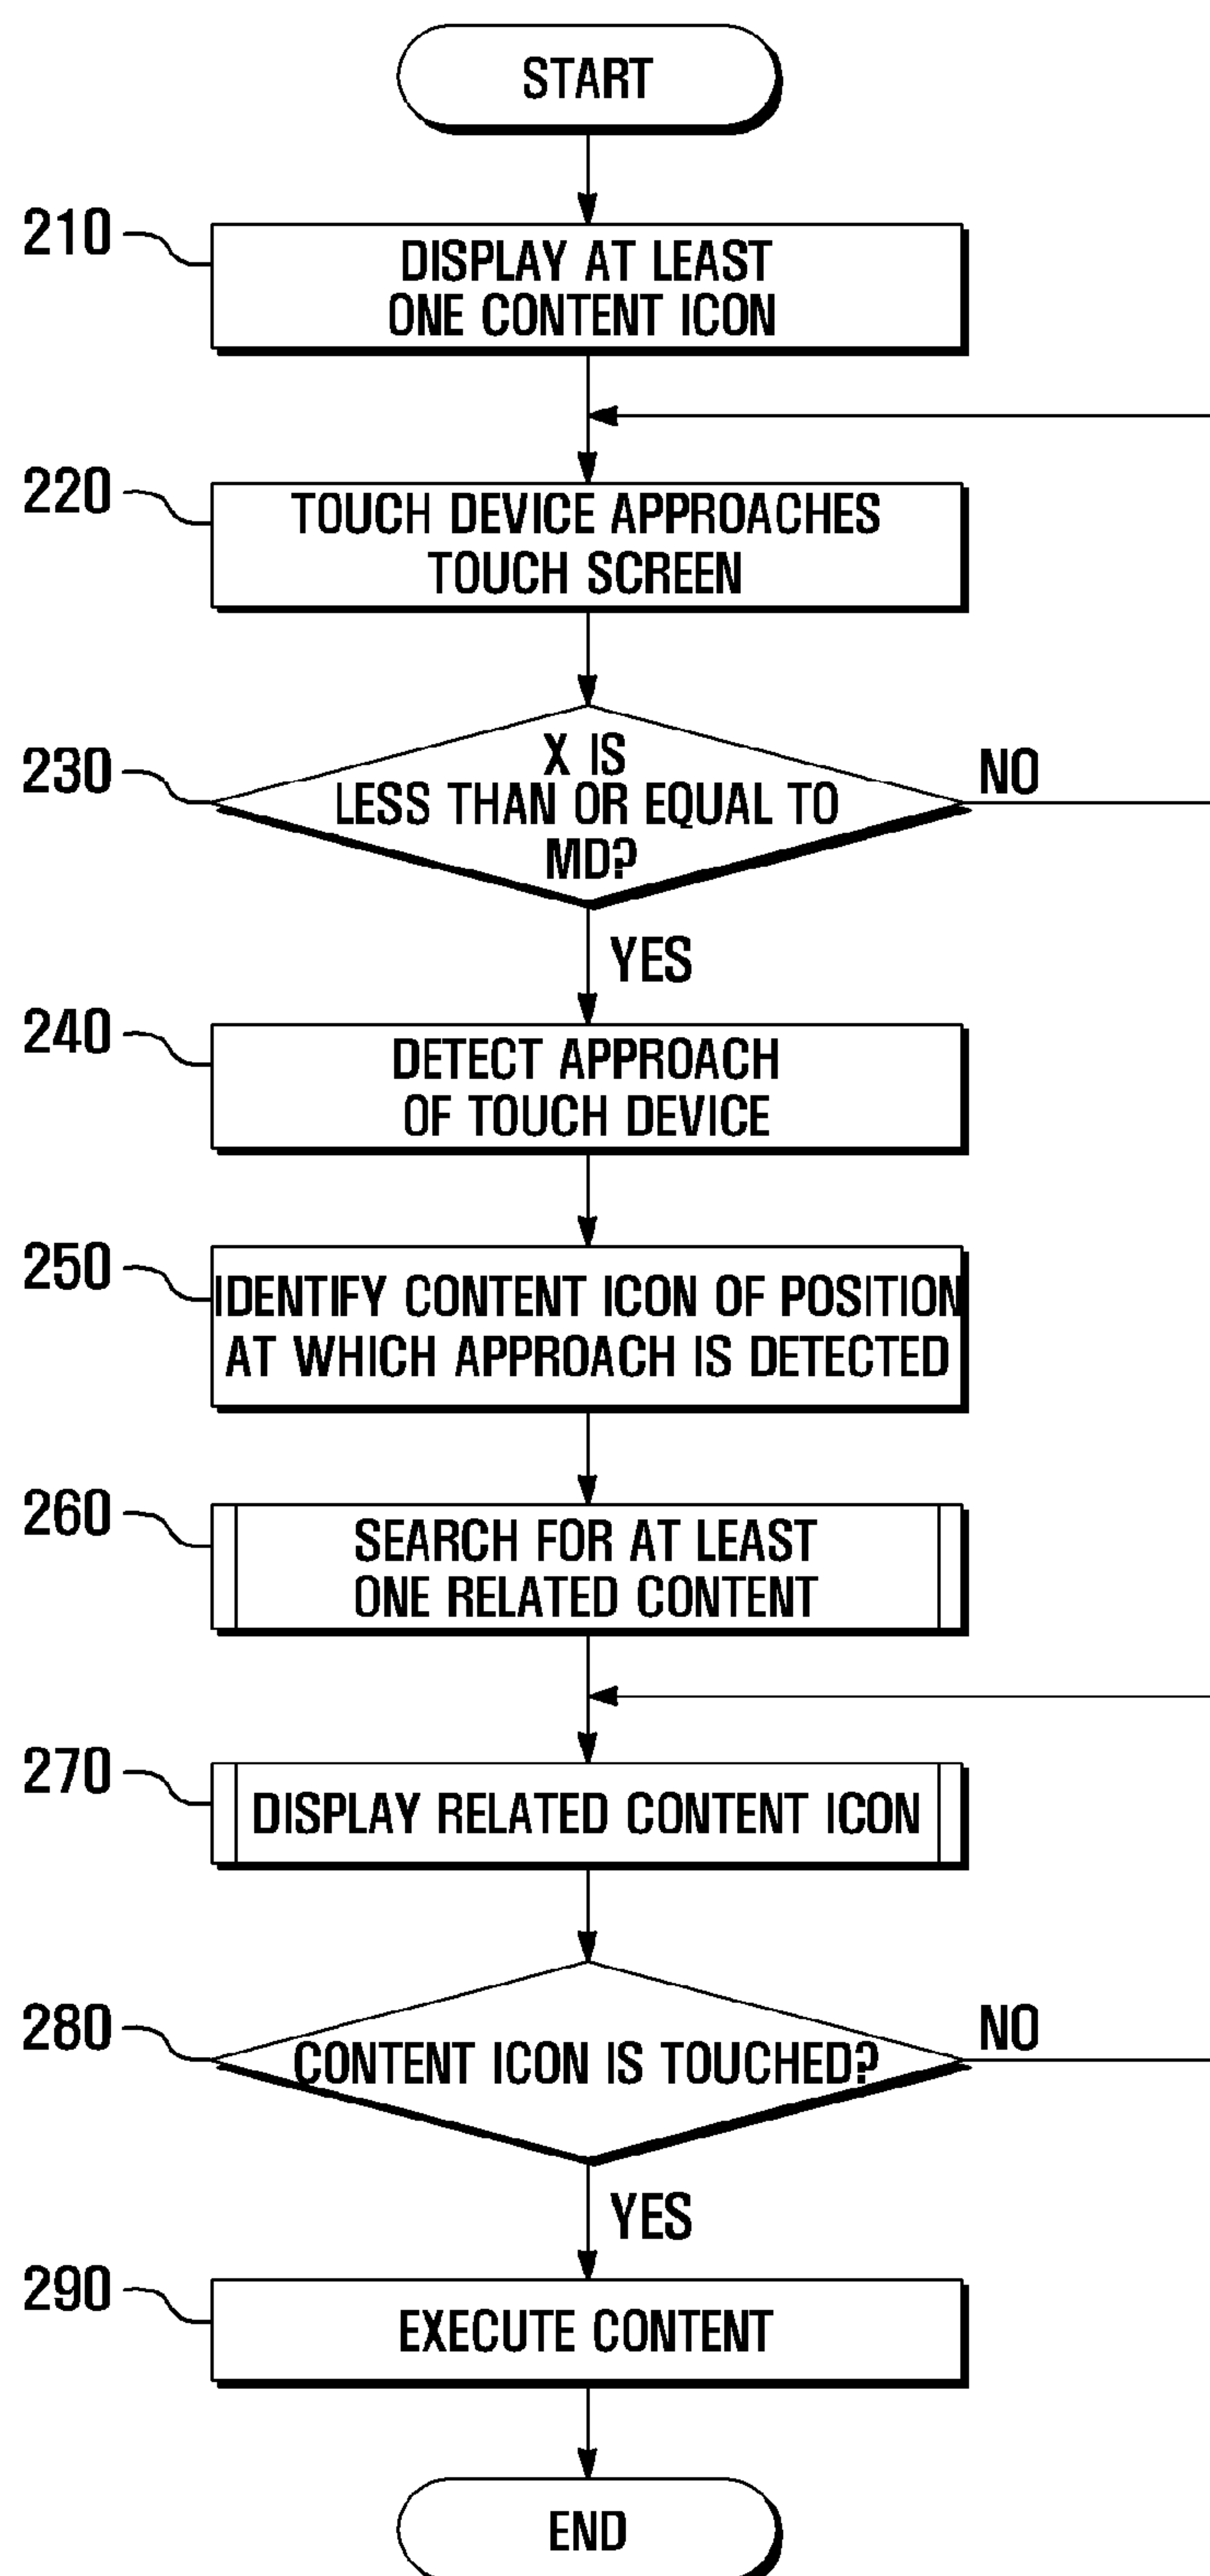 START
210
DISPLAY AT LEAST
ONE CONTENT ICON
220
TOUCH DEVICE APPROACHES
TOUCH SCREEN
230
X IS
LESS THAN OR EQUAL TO
MD?
NO
YES
240
DETECT APPROACH
OF TOUCH DEVICE
250
IDENTIFY CONTENT ICON OF POSITION
AT WHICH APPROACH IS DETECTED
260
SEARCH FOR AT LEAST
ONE RELATED CONTENT
270
DISPLAY RELATED CONTENT ICON
280
CONTENT ICON IS TOUCHED?
NO
YES
290
EXECUTE CONTENT
END